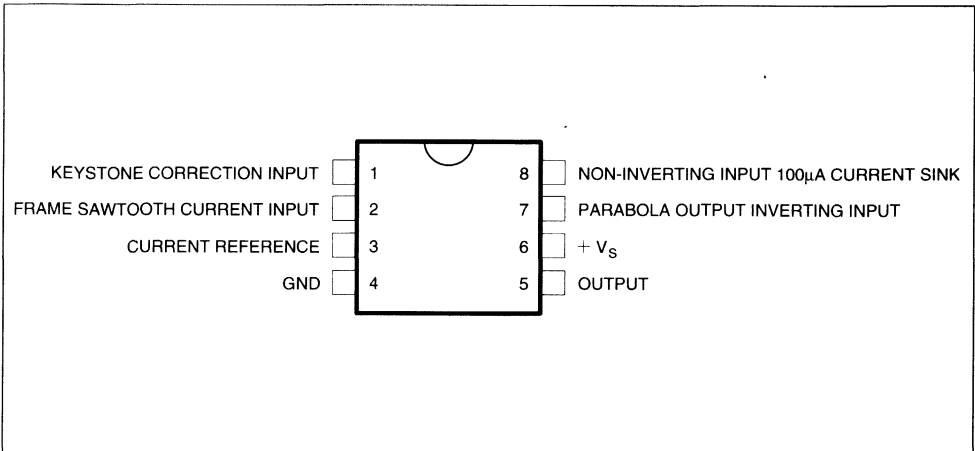 KEYSTONE CORRECTION INPUT 1 8 NON-INVERTING INPUT 100µA CURRENT SINK
FRAME SAWTOOTH CURRENT INPUT 2 7 PARABOLA OUTPUT INVERTING INPUT
CURRENT REFERENCE 3 6 + VS
GND 4 5 OUTPUT